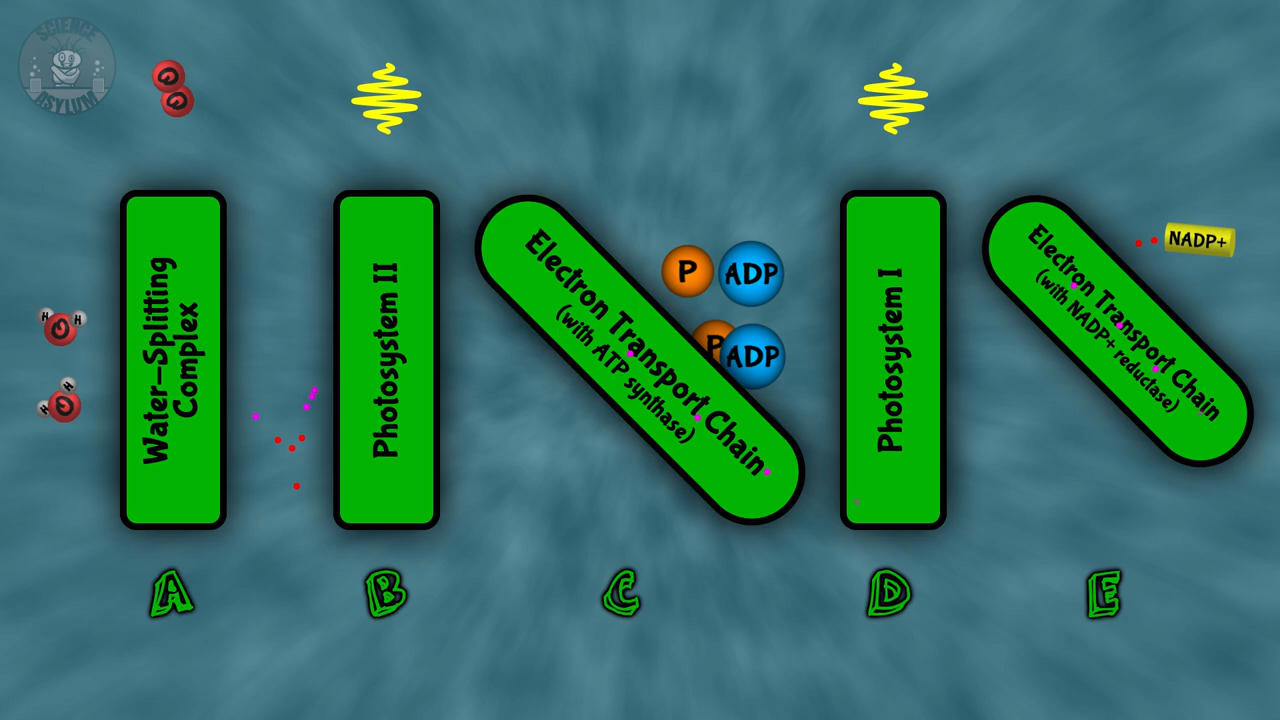 SCIENCE
ASYLUM
O
O
H
H
O
H
H
O
Water-Splitting
Complex
Photosystem II
Electron Transport Chain
(with ATP synthase)
P
ADP
P
ADP
Photosystem I
Electron Transport Chain
(with NADP+ reductase)
NADP+
A
B
C
D
E